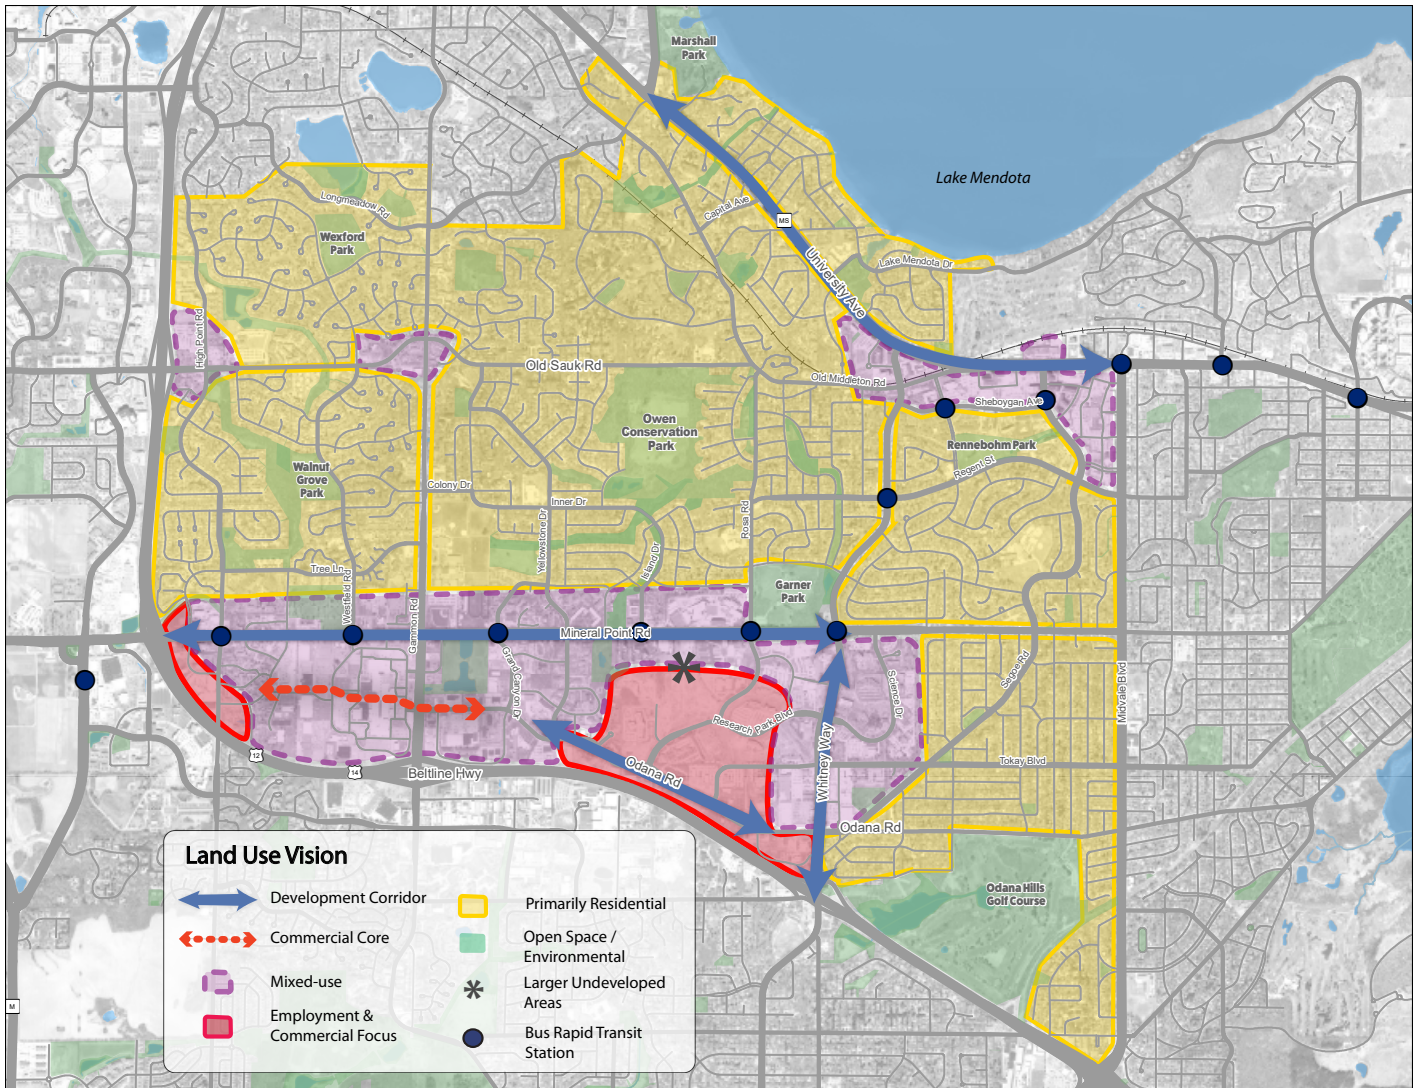 Marshall
Park
Lake Mendota
Longmeadow Rd
Capital Ave
MS
Wexford
Park
University Ave
Lake Mendota Dr
High Point Rd
Old Sauk Rd
Old Middleton Rd
Sheboygan Ave
Owen
Conservation
Park
Rennebohm Park
Regent St
Walnut
Grove
Park
Colony Dr
Inner Dr
Rosa Rd
Yellowstone Dr
Island Dr
Tree Ln
Westfield Rd
Gammon Rd
Garner
Park
Mineral Point Rd
Grand Canyon Dr
Science Dr
Segoe Rd
Midvale Blvd
Research Park Blvd
Whitney Way
12
14
Beltline Hwy
Odana Rd
Tokay Blvd
Odana Rd
Odana Hills
Golf Course
M
Land Use Vision
Development Corridor
Commercial Core
Mixed-use
Employment &
Commercial Focus
Primarily Residential
Open Space /
Environmental
Larger Undeveloped
Areas
Bus Rapid Transit
Station